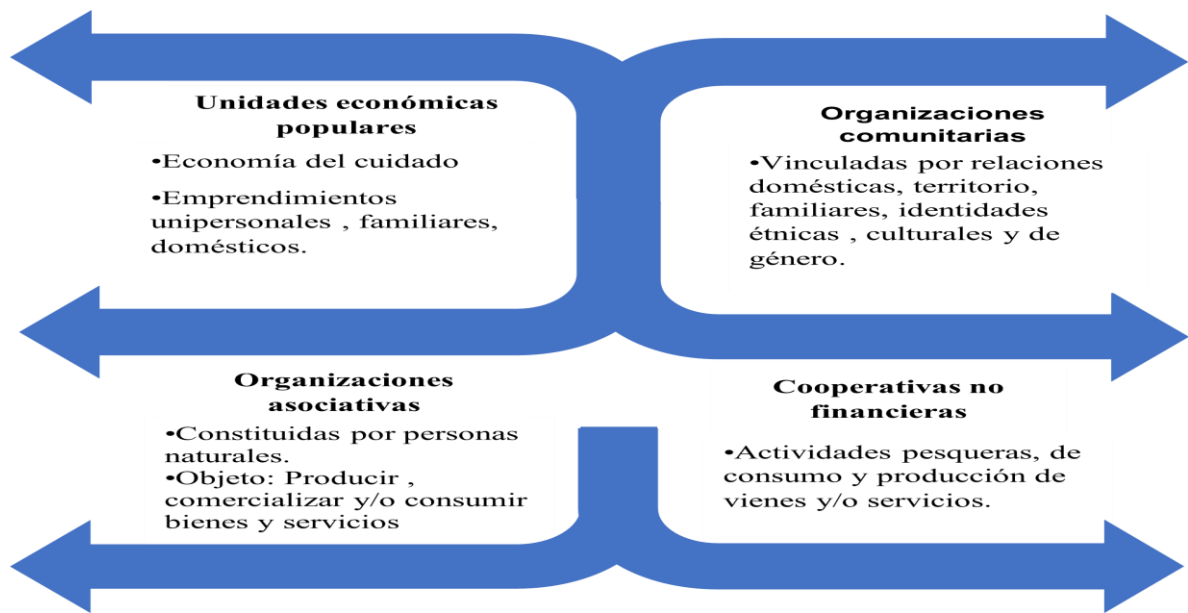 Unidades económicas
populares
•Economía del cuidado
•Emprendimientos
unipersonales , familiares,
domésticos.
Organizaciones
comunitarias
•Vinculadas por relaciones
domésticas, territorio,
familiares, identidades
étnicas , culturales y de
género.
Organizaciones
asociativas
•Constituidas por personas
naturales.
•Objeto: Producir ,
comercializar y/o consumir
bienes y servicios
Cooperativas no
financieras
•Actividades pesqueras, de
consumo y producción de
vienes y/o servicios.